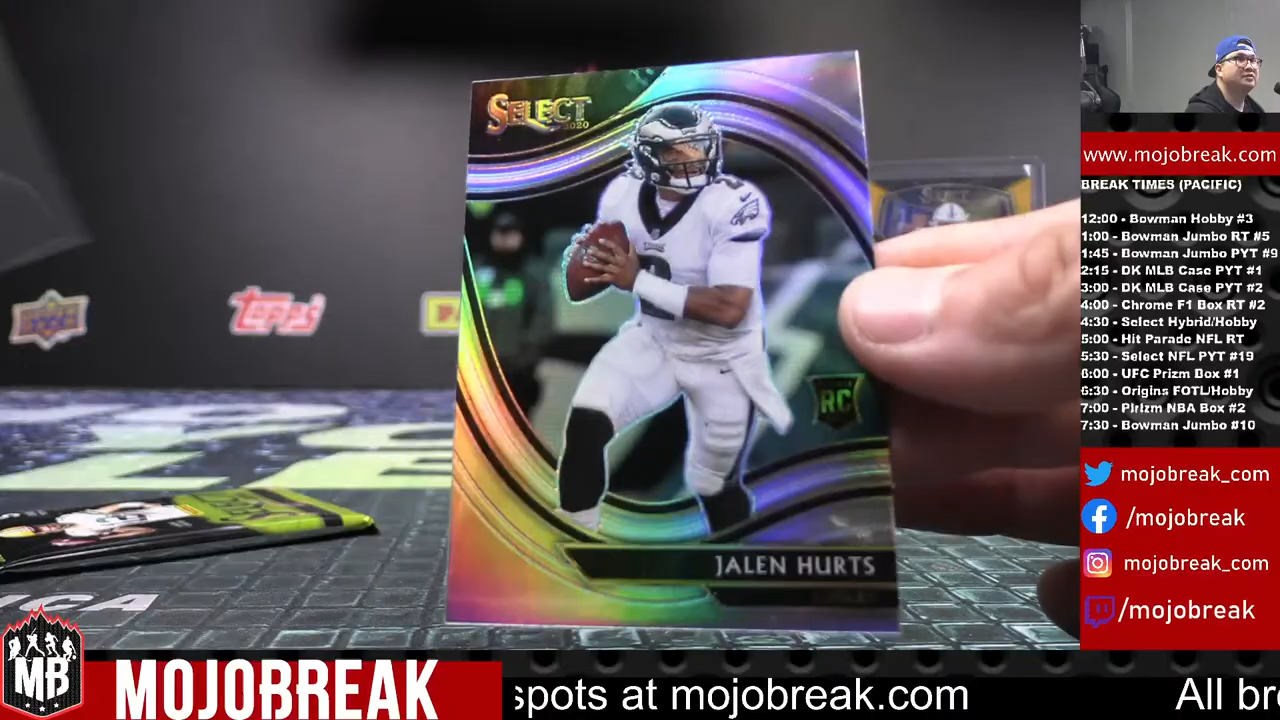 SELECT
2020
RC
JALEN HURTS
Topps
MB
MOJOBREAK
spots at mojobreak.com
All br
www.mojobreak.com
BREAK TIMES (PACIFIC)
12:00 - Bowman Hobby #3
1:00 - Bowman Jumbo RT #5
1:45 - Bowman Jumbo PYT #9
2:15 - DK MLB Case PYT #1
3:00 - DK MLB Case PYT #2
4:00 - Chrome F1 Box RT #2
4:30 - Select Hybrid/Hobby
5:00 - Hit Parade NFL RT
5:30 - Select NFL PYT #19
6:00 - UFC Prizm Box #1
6:30 - Origins FOTL/Hobby
7:00 - Pirizm NBA Box #2
7:30 - Bowman Jumbo #10
mojobreak_com
/mojobreak
mojobreak_com
/mojobreak